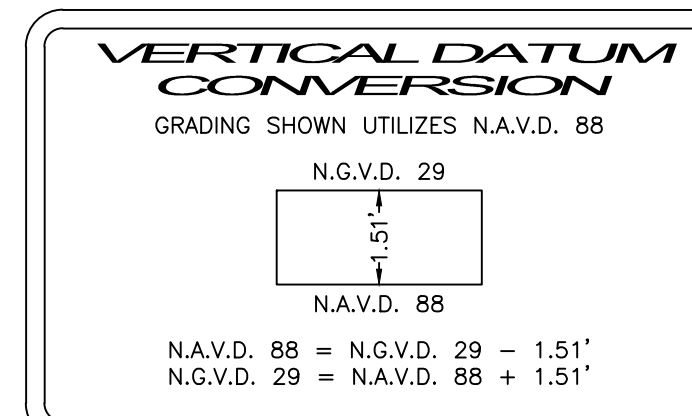 VERTICAL DATUM
CONVERSION
GRADING SHOWN UTILIZES N.A.V.D. 88
N.G.V.D. 29
1.51'
N.A.V.D. 88
N.A.V.D. 88 = N.G.V.D. 29 – 1.51'
N.G.V.D. 29 = N.A.V.D. 88 + 1.51'